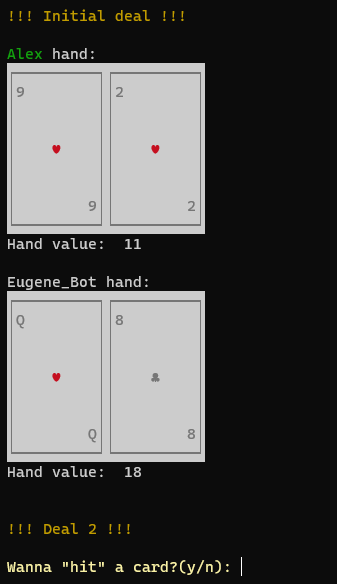 !!! Initial deal !!!
Alex hand:
9 2
♥ ♥
9 2
Hand value:  11
Eugene_Bot hand:
Q 8
♥ ♣
Q 8
Hand value:  18
!!! Deal 2 !!!
Wanna "hit" a card?(y/n):